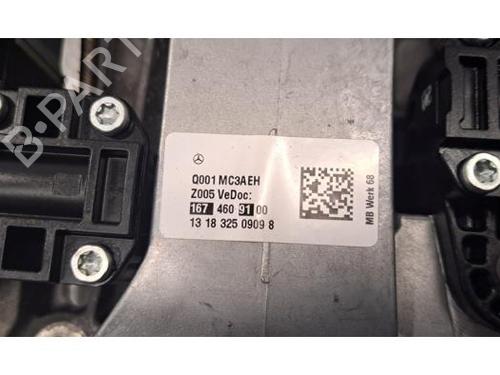 B-PARTS
Q001 MC3AEH
Z005 VeDoc:
167 460 91 00
13 18 325 0909 8
MB Werk 68